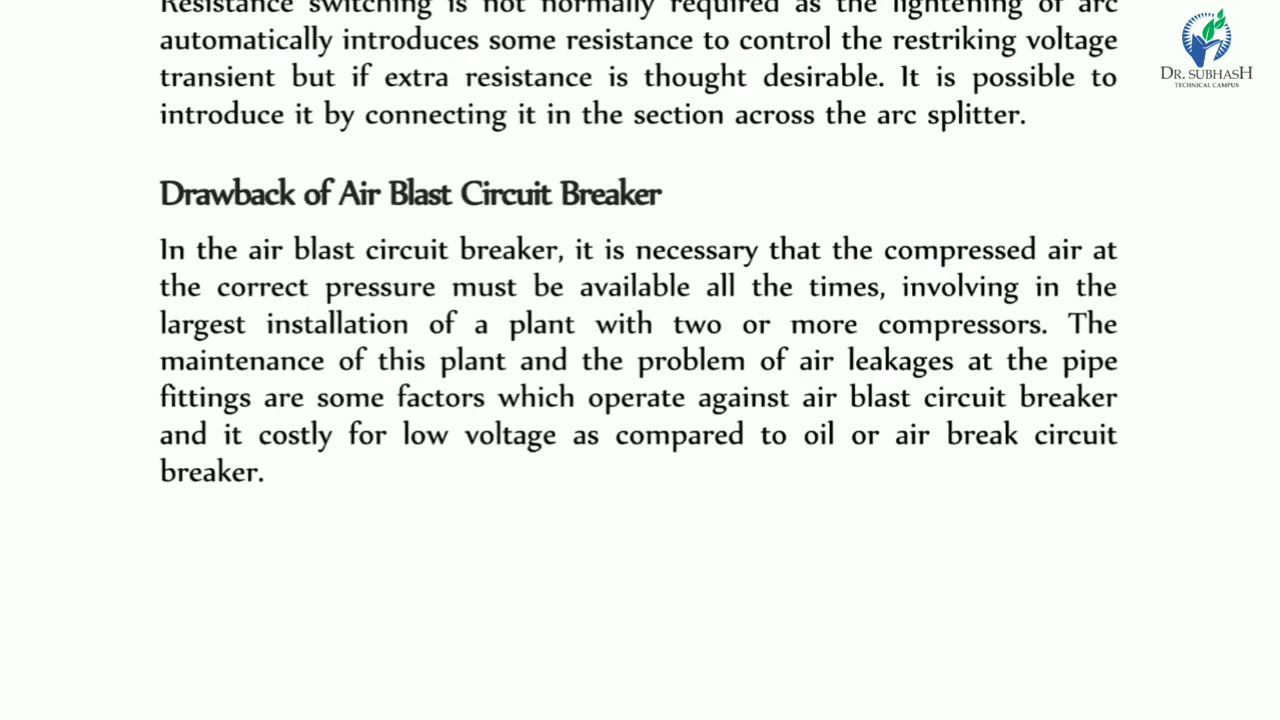 Resistance switching is not normally required as the lightening of arc
automatically introduces some resistance to control the restriking voltage
transient but if extra resistance is thought desirable. It is possible to
introduce it by connecting it in the section across the arc splitter.
Drawback of Air Blast Circuit Breaker
In the air blast circuit breaker, it is necessary that the compressed air at
the correct pressure must be available all the times, involving in the
largest installation of a plant with two or more compressors. The
maintenance of this plant and the problem of air leakages at the pipe
fittings are some factors which operate against air blast circuit breaker
and it costly for low voltage as compared to oil or air break circuit
breaker.
DR. SUBHASH
TECHNICAL CAMPUS